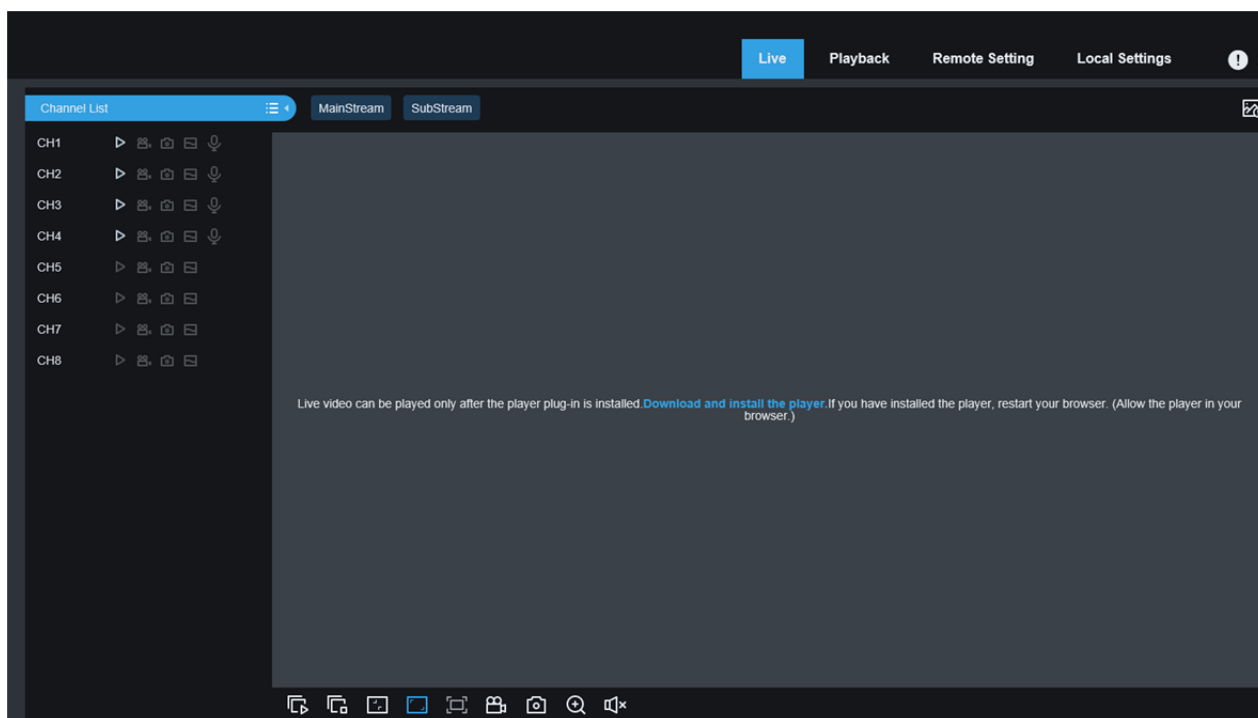 Live Playback Remote Setting Local Settings
Channel List MainStream SubStream
CH1
CH2
CH3
CH4
CH5
CH6
CH7
CH8
Live video can be played only after the player plug-in is installed.Download and install the player.If you have installed the player, restart your browser. (Allow the player in your
browser.)